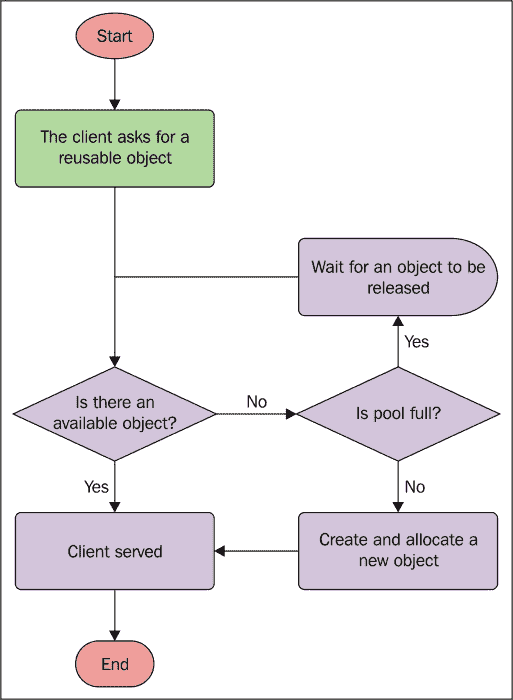 Start
The client asks for a
reusable object
Wait for an object to be
released
Yes
Is there an
available object?
No
Is pool full?
Yes
No
Client served
Create and allocate a
new object
End